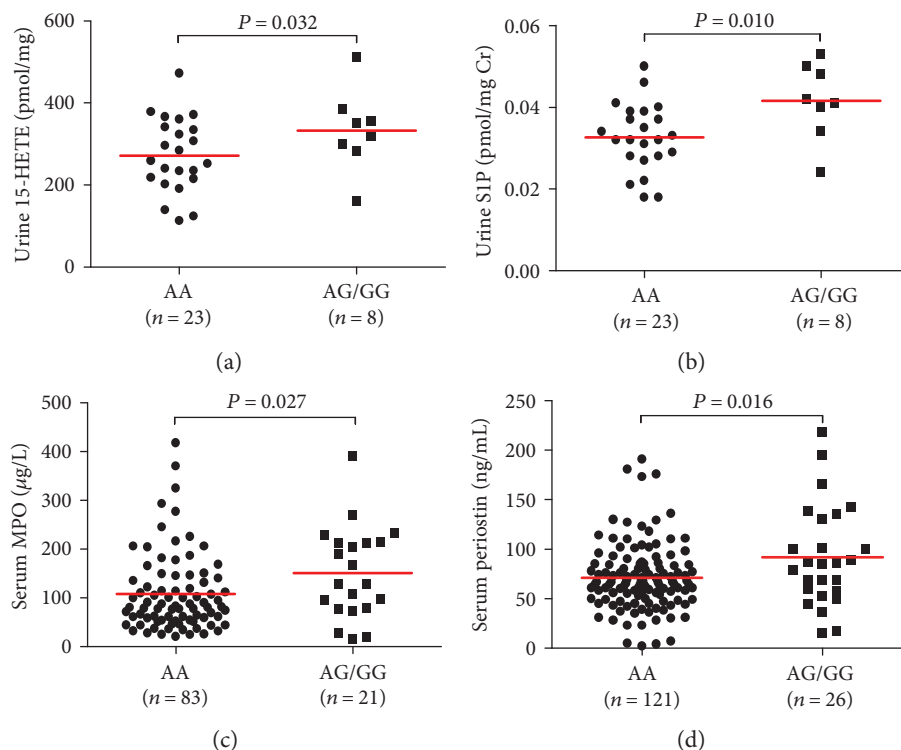 600
400
200
0
Urine 15-HETE (pmol/mg)
P = 0.032
AA
(n = 23)
AG/GG
(n = 8)
(a)
0.06
0.04
0.02
0.00
Urine S1P (pmol/mg Cr)
P = 0.010
AA
(n = 23)
AG/GG
(n = 8)
(b)
500
400
300
200
100
0
Serum MPO (μg/L)
P = 0.027
AA
(n = 83)
AG/GG
(n = 21)
(c)
250
200
150
100
50
0
Serum periostin (ng/mL)
P = 0.016
AA
(n = 121)
AG/GG
(n = 26)
(d)